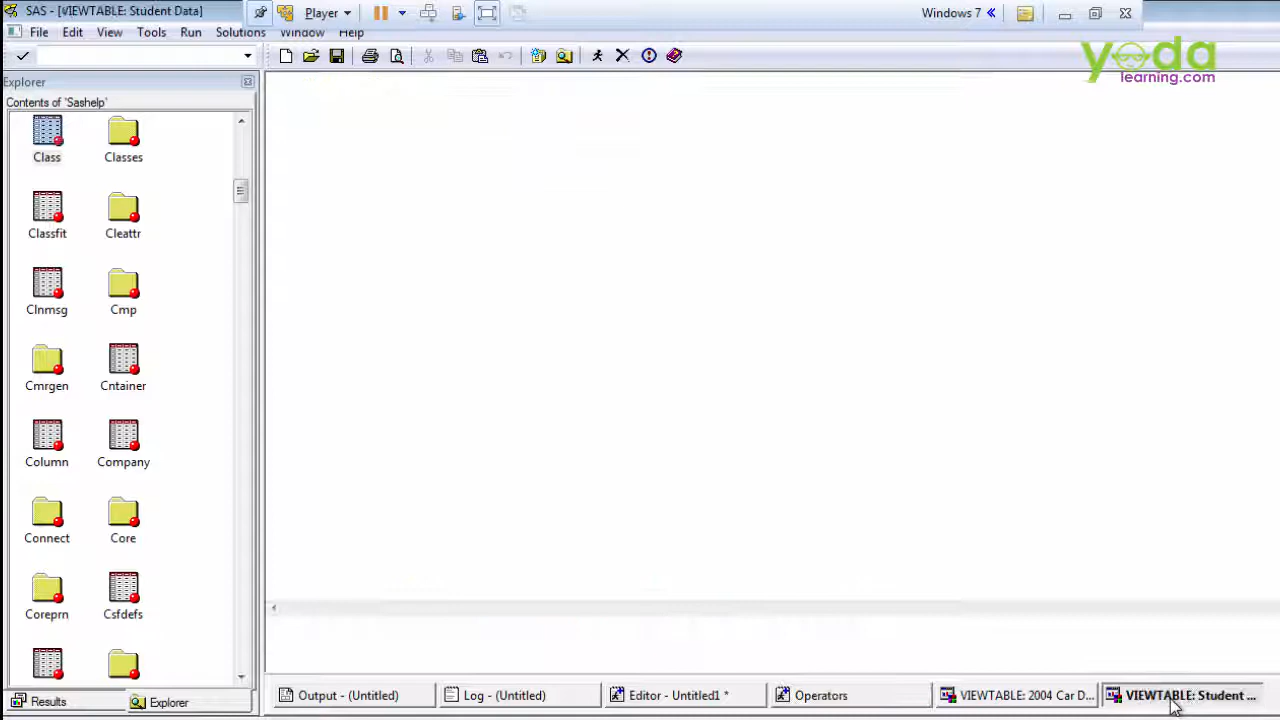 SAS - [VIEWTABLE: Student Data]
Player
Windows 7
File Edit View Tools Run Solutions Window Help
yoda
learning.com
Explorer
Contents of 'Sashelp'
Class Classes
Classfit Cleattr
Clnmsg Cmp
Cmrgen Cntainer
Column Company
Connect Core
Coreprn Csfdefs
Results Explorer
Output - (Untitled) Log - (Untitled) Editor - Untitled1 * Operators VIEWTABLE: 2004 Car D... VIEWTABLE: Student ...